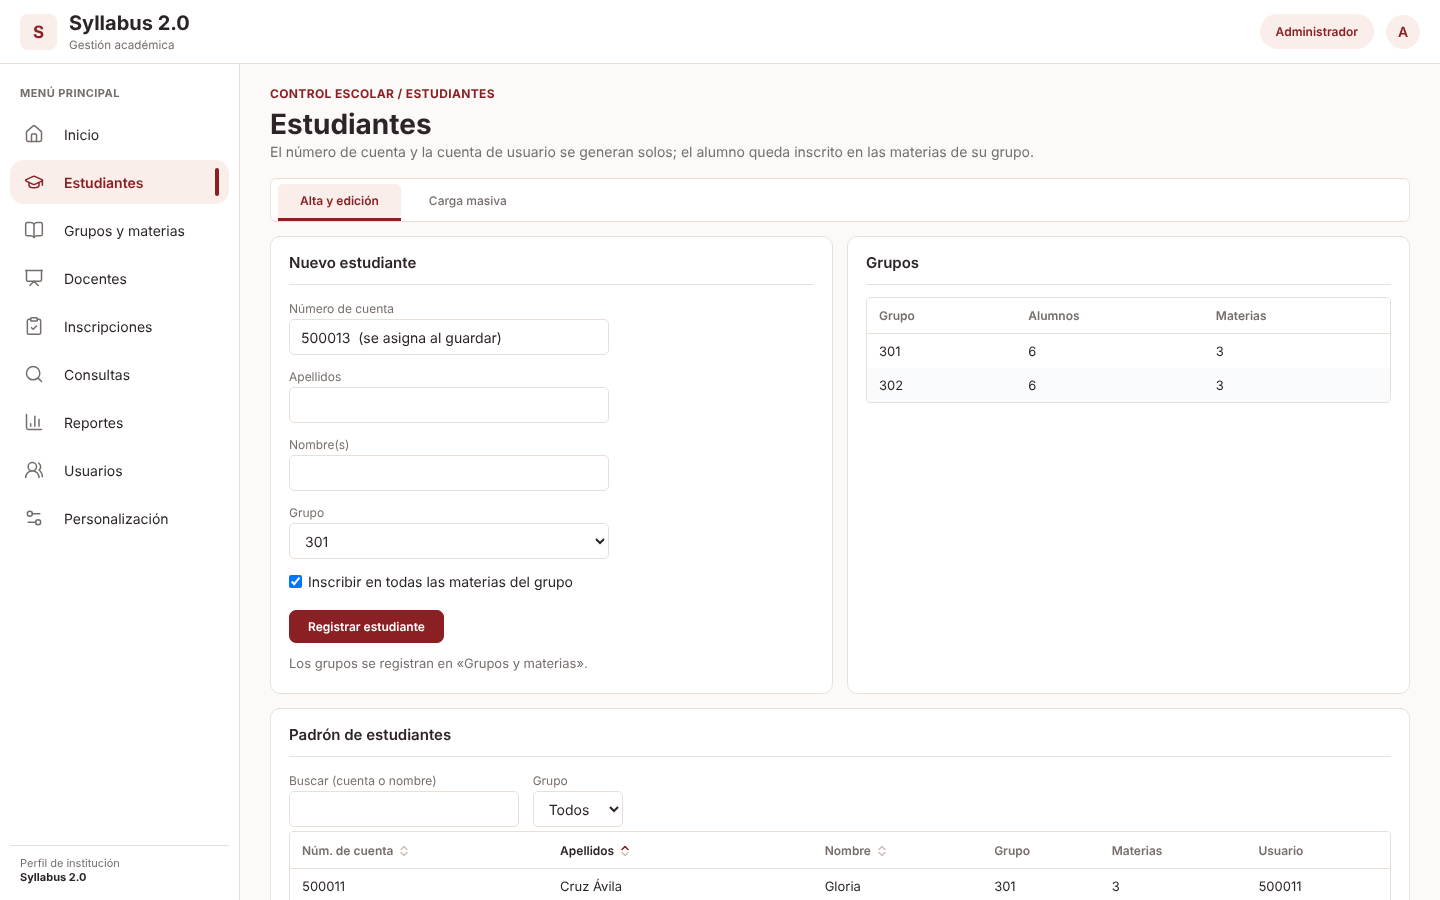 S
Syllabus 2.0
Gestión académica
Administrador
A
MENÚ PRINCIPAL
Inicio
Estudiantes
Grupos y materias
Docentes
Inscripciones
Consultas
Reportes
Usuarios
Personalización
Perfil de institución
Syllabus 2.0
CONTROL ESCOLAR / ESTUDIANTES
Estudiantes
El número de cuenta y la cuenta de usuario se generan solos; el alumno queda inscrito en las materias de su grupo.
Alta y edición
Carga masiva
Nuevo estudiante
Número de cuenta
500013 (se asigna al guardar)
Apellidos
Nombre(s)
Grupo
301
Inscribir en todas las materias del grupo
Registrar estudiante
Los grupos se registran en «Grupos y materias».
Grupos
Grupo Alumnos Materias
301 6 3
302 6 3
Padrón de estudiantes
Buscar (cuenta o nombre) Grupo
Todos
Núm. de cuenta Apellidos Nombre Grupo Materias Usuario
500011 Cruz Ávila Gloria 301 3 500011